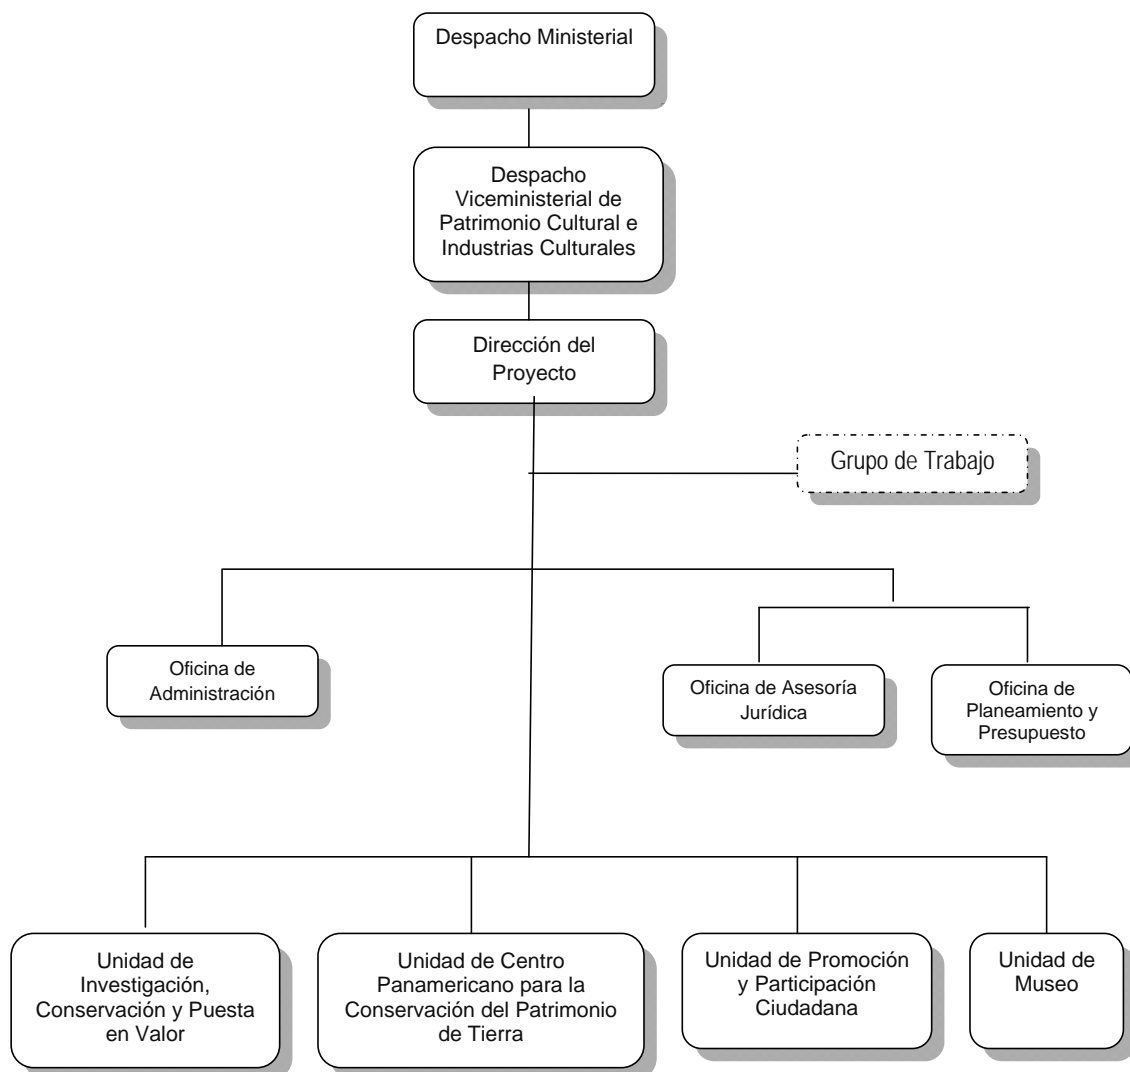 Despacho Ministerial
Despacho
Viceministerial de
Patrimonio Cultural e
Industrias Culturales
Dirección del
Proyecto
Grupo de Trabajo
Oficina de
Administración
Oficina de Asesoría
Jurídica
Oficina de
Planeamiento y
Presupuesto
Unidad de
Investigación,
Conservación y Puesta
en Valor
Unidad de Centro
Panamericano para la
Conservación del Patrimonio
de Tierra
Unidad de Promoción
y Participación
Ciudadana
Unidad de
Museo